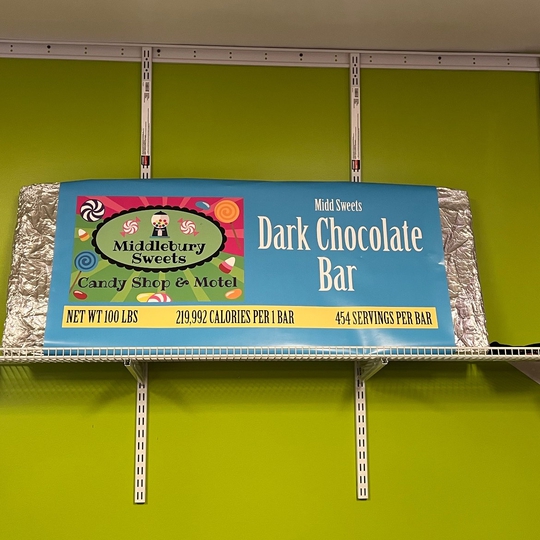 Middlebury
Sweets
Candy Shop & Motel
Midd Sweets
Dark Chocolate
Bar
NET WT 100 LBS
219,992 CALORIES PER 1 BAR
454 SERVINGS PER BAR